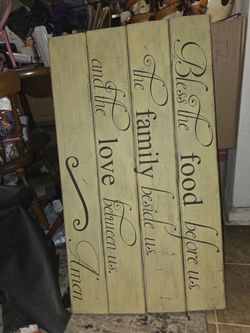 Bless the food before us,
the family beside us,
and the love between us.
Amen.